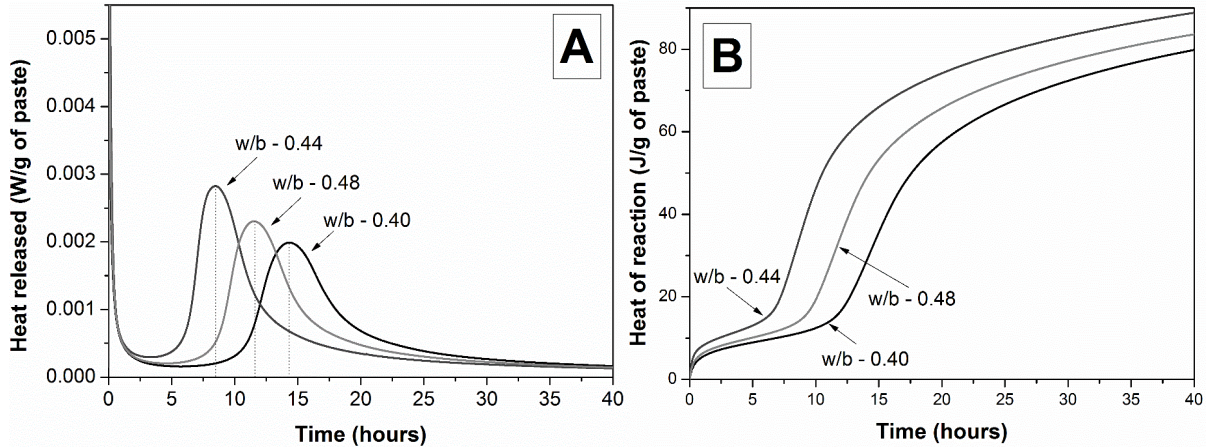 A
Heat released (W/g of paste)
0.005
0.004
0.003
0.002
0.001
0.000
w/b - 0.44
w/b - 0.48
w/b - 0.40
0 5 10 15 20 25 30 35 40
Time (hours)
B
Heat of reaction (J/g of paste)
80
60
40
20
0
w/b - 0.44
w/b - 0.48
w/b - 0.40
0 5 10 15 20 25 30 35 40
Time (hours)